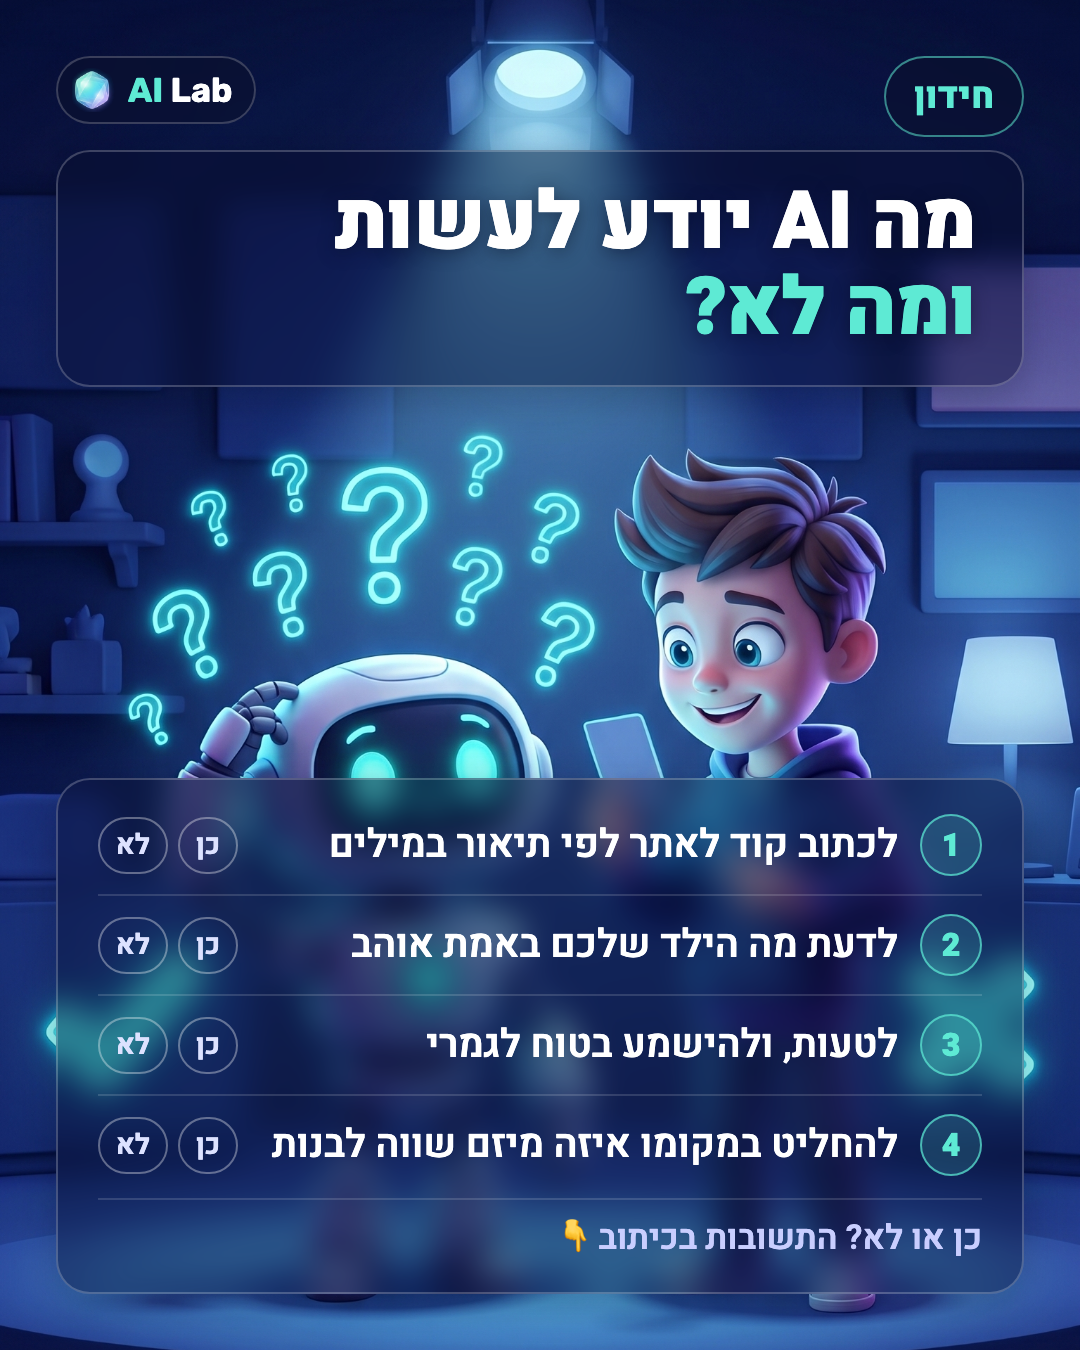 AI Lab
חידון
מה AI יודע לעשות
ומה לא?
1 לכתוב קוד לאתר לפי תיאור במילים כן לא
2 לדעת מה הילד שלכם באמת אוהב כן לא
3 לטעות, ולהישמע בטוח לגמרי כן לא
4 להחליט במקומו איזה מיזם שווה לבנות כן לא
כן או לא? התשובות בכיתוב 👇